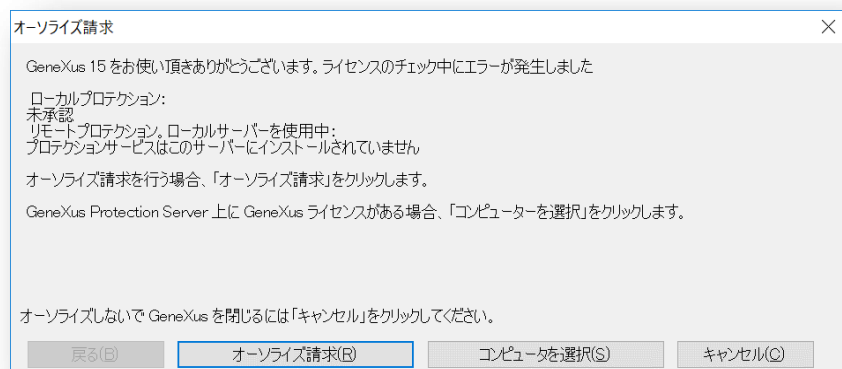 オーソライズ請求
GeneXus 15 をお使い頂きありがとうございます。ライセンスのチェック中にエラーが発生しました
ローカルプロテクション:
未承認
リモートプロテクション。ローカルサーバーを使用中:
プロテクションサービスはこのサーバーにインストールされていません
オーソライズ請求を行う場合、「オーソライズ請求」をクリックします。
GeneXus Protection Server 上に GeneXus ライセンスがある場合、「コンピューターを選択」をクリックします。
オーソライズしないで GeneXus を閉じるには「キャンセル」をクリックしてください。
戻る(B) オーソライズ請求(R) コンピュータを選択(S) キャンセル(C)